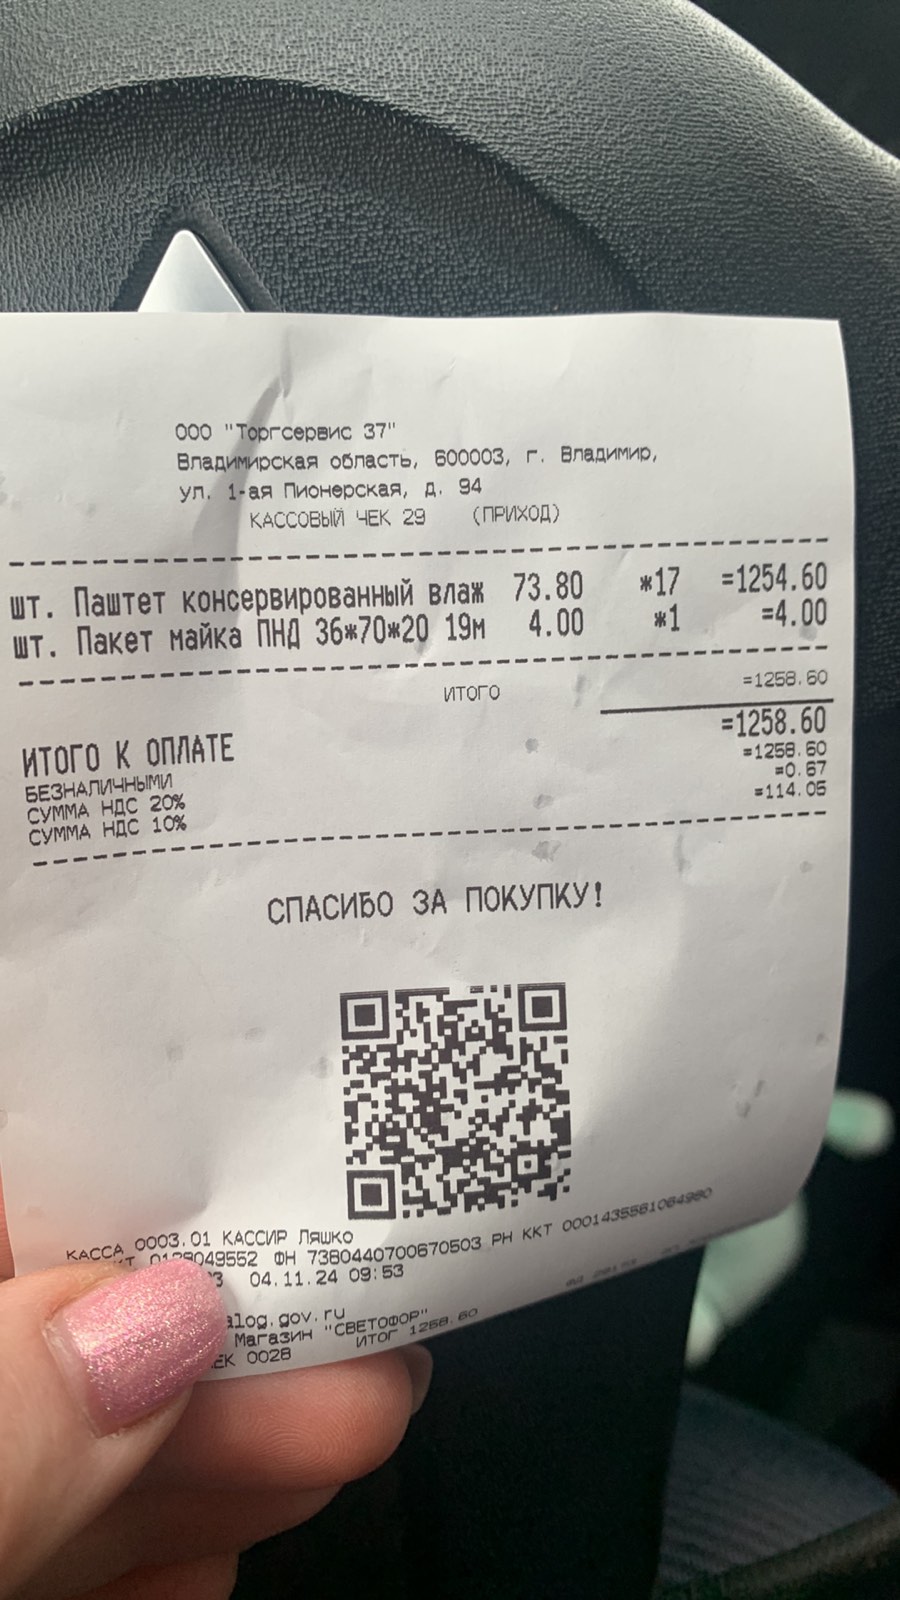 ООО "Торгсервис 37"
Владимирская область, 600003, г. Владимир,
ул. 1-ая Пионерская, д. 94
КАССОВЫЙ ЧЕК 29 (ПРИХОД)
шт. Паштет консервированный влаж 73.80 *17 =1254.60
шт. Пакет майка ПНД 36*70*20 19м 4.00 *1 =4.00
ИТОГО =1258.60
ИТОГО К ОПЛАТЕ =1258.60
БЕЗНАЛИЧНЫМИ =1258.60
СУММА НДС 20% =0.67
СУММА НДС 10% =114.05
СПАСИБО ЗА ПОКУПКУ!
КАССА 0003.01 КАССИР Ляшко
ФН 7380440700670503 РН ККТ 0001435561064980
04.11.24 09:53
alog.gov.ru
Магазин "СВЕТОФОР"
ЕК 0028 ИТОГ 1258.60